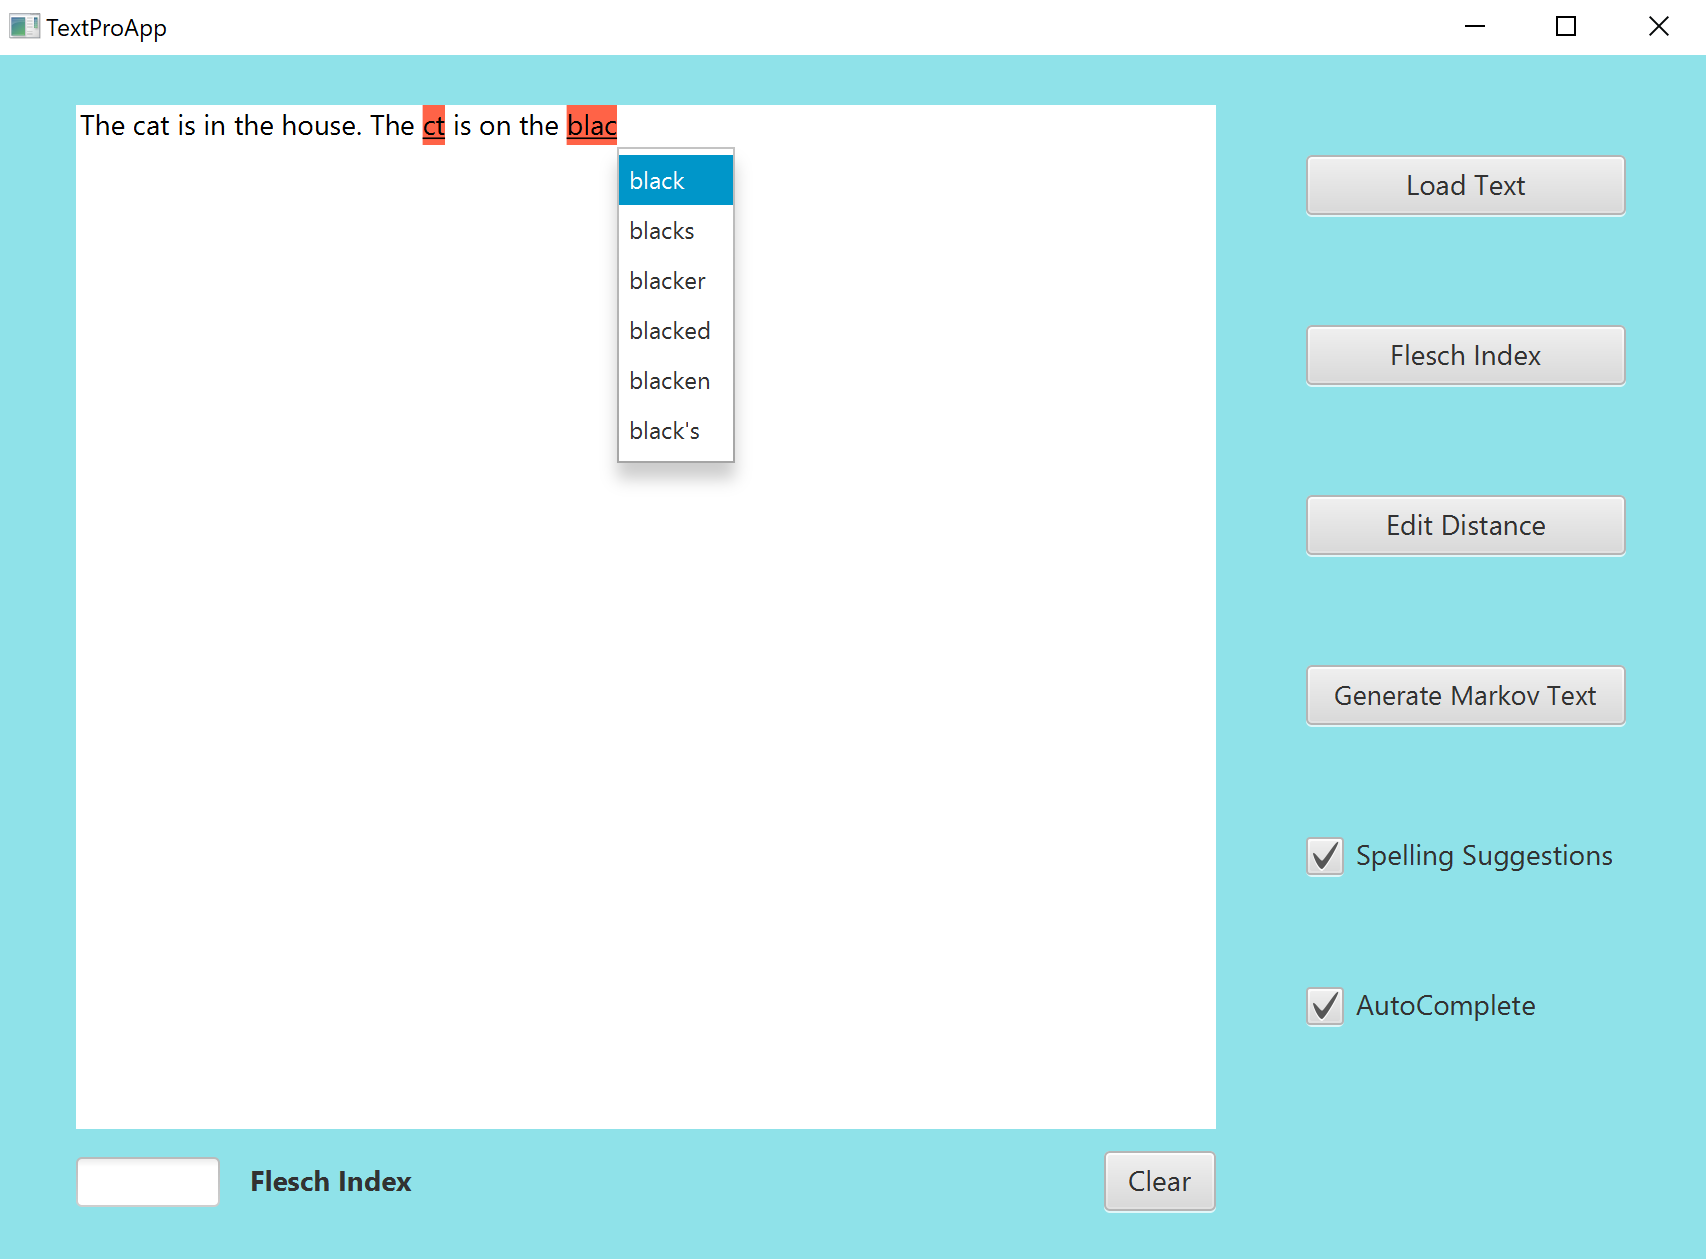 TextProApp
The cat is in the house. The ct is on the blac
black
blacks
blacker
blacked
blacken
black's
Load Text
Flesch Index
Edit Distance
Generate Markov Text
Spelling Suggestions
AutoComplete
Flesch Index
Clear